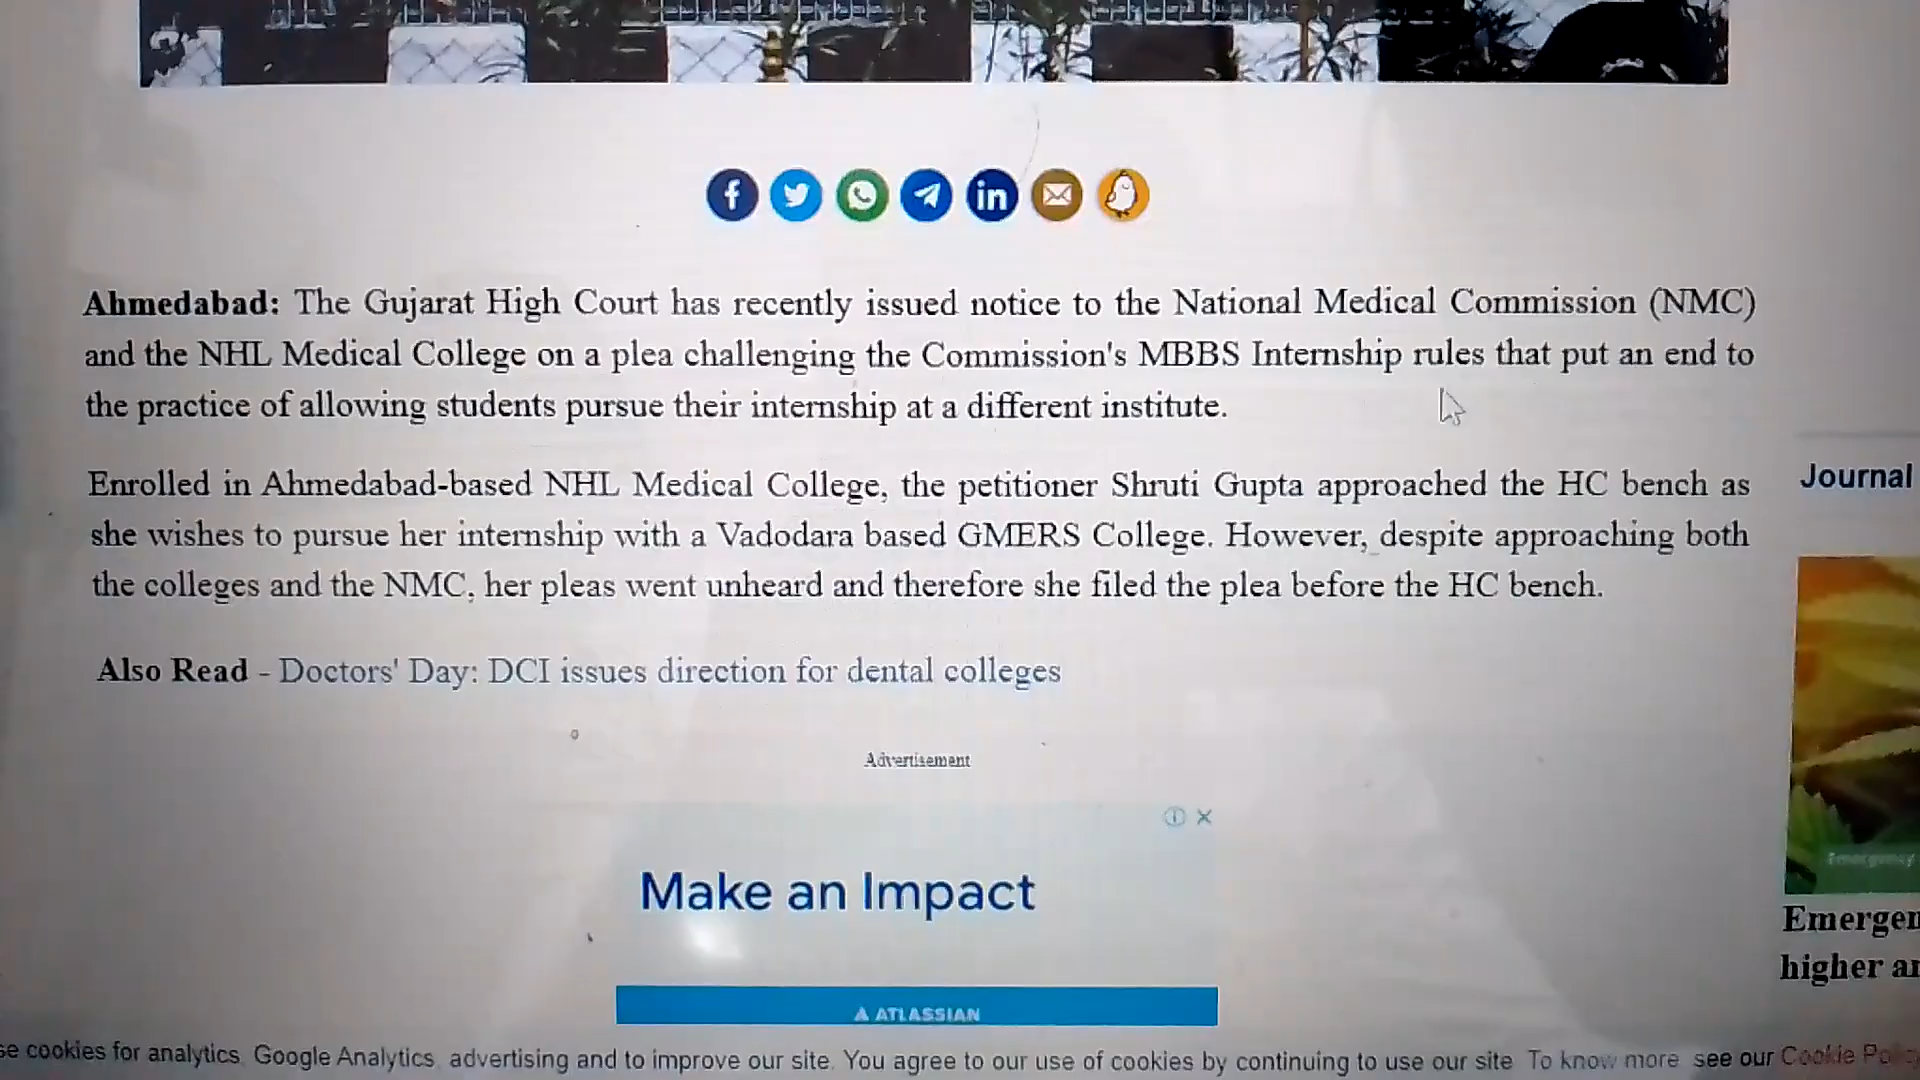 Ahmedabad: The Gujarat High Court has recently issued notice to the National Medical Commission (NMC)
and the NHL Medical College on a plea challenging the Commission's MBBS Internship rules that put an end to
the practice of allowing students pursue their internship at a different institute.
Enrolled in Ahmedabad-based NHL Medical College, the petitioner Shruti Gupta approached the HC bench as
she wishes to pursue her internship with a Vadodara based GMERS College. However, despite approaching both
the colleges and the NMC, her pleas went unheard and therefore she filed the plea before the HC bench.
Also Read - Doctors' Day: DCI issues direction for dental colleges
Advertisement
Make an Impact
ATLASSIAN
Journal
Emergency
Emergen
higher an
se cookies for analytics, Google Analytics, advertising and to improve our site. You agree to our use of cookies by continuing to use our site. To know more, see our Cookie